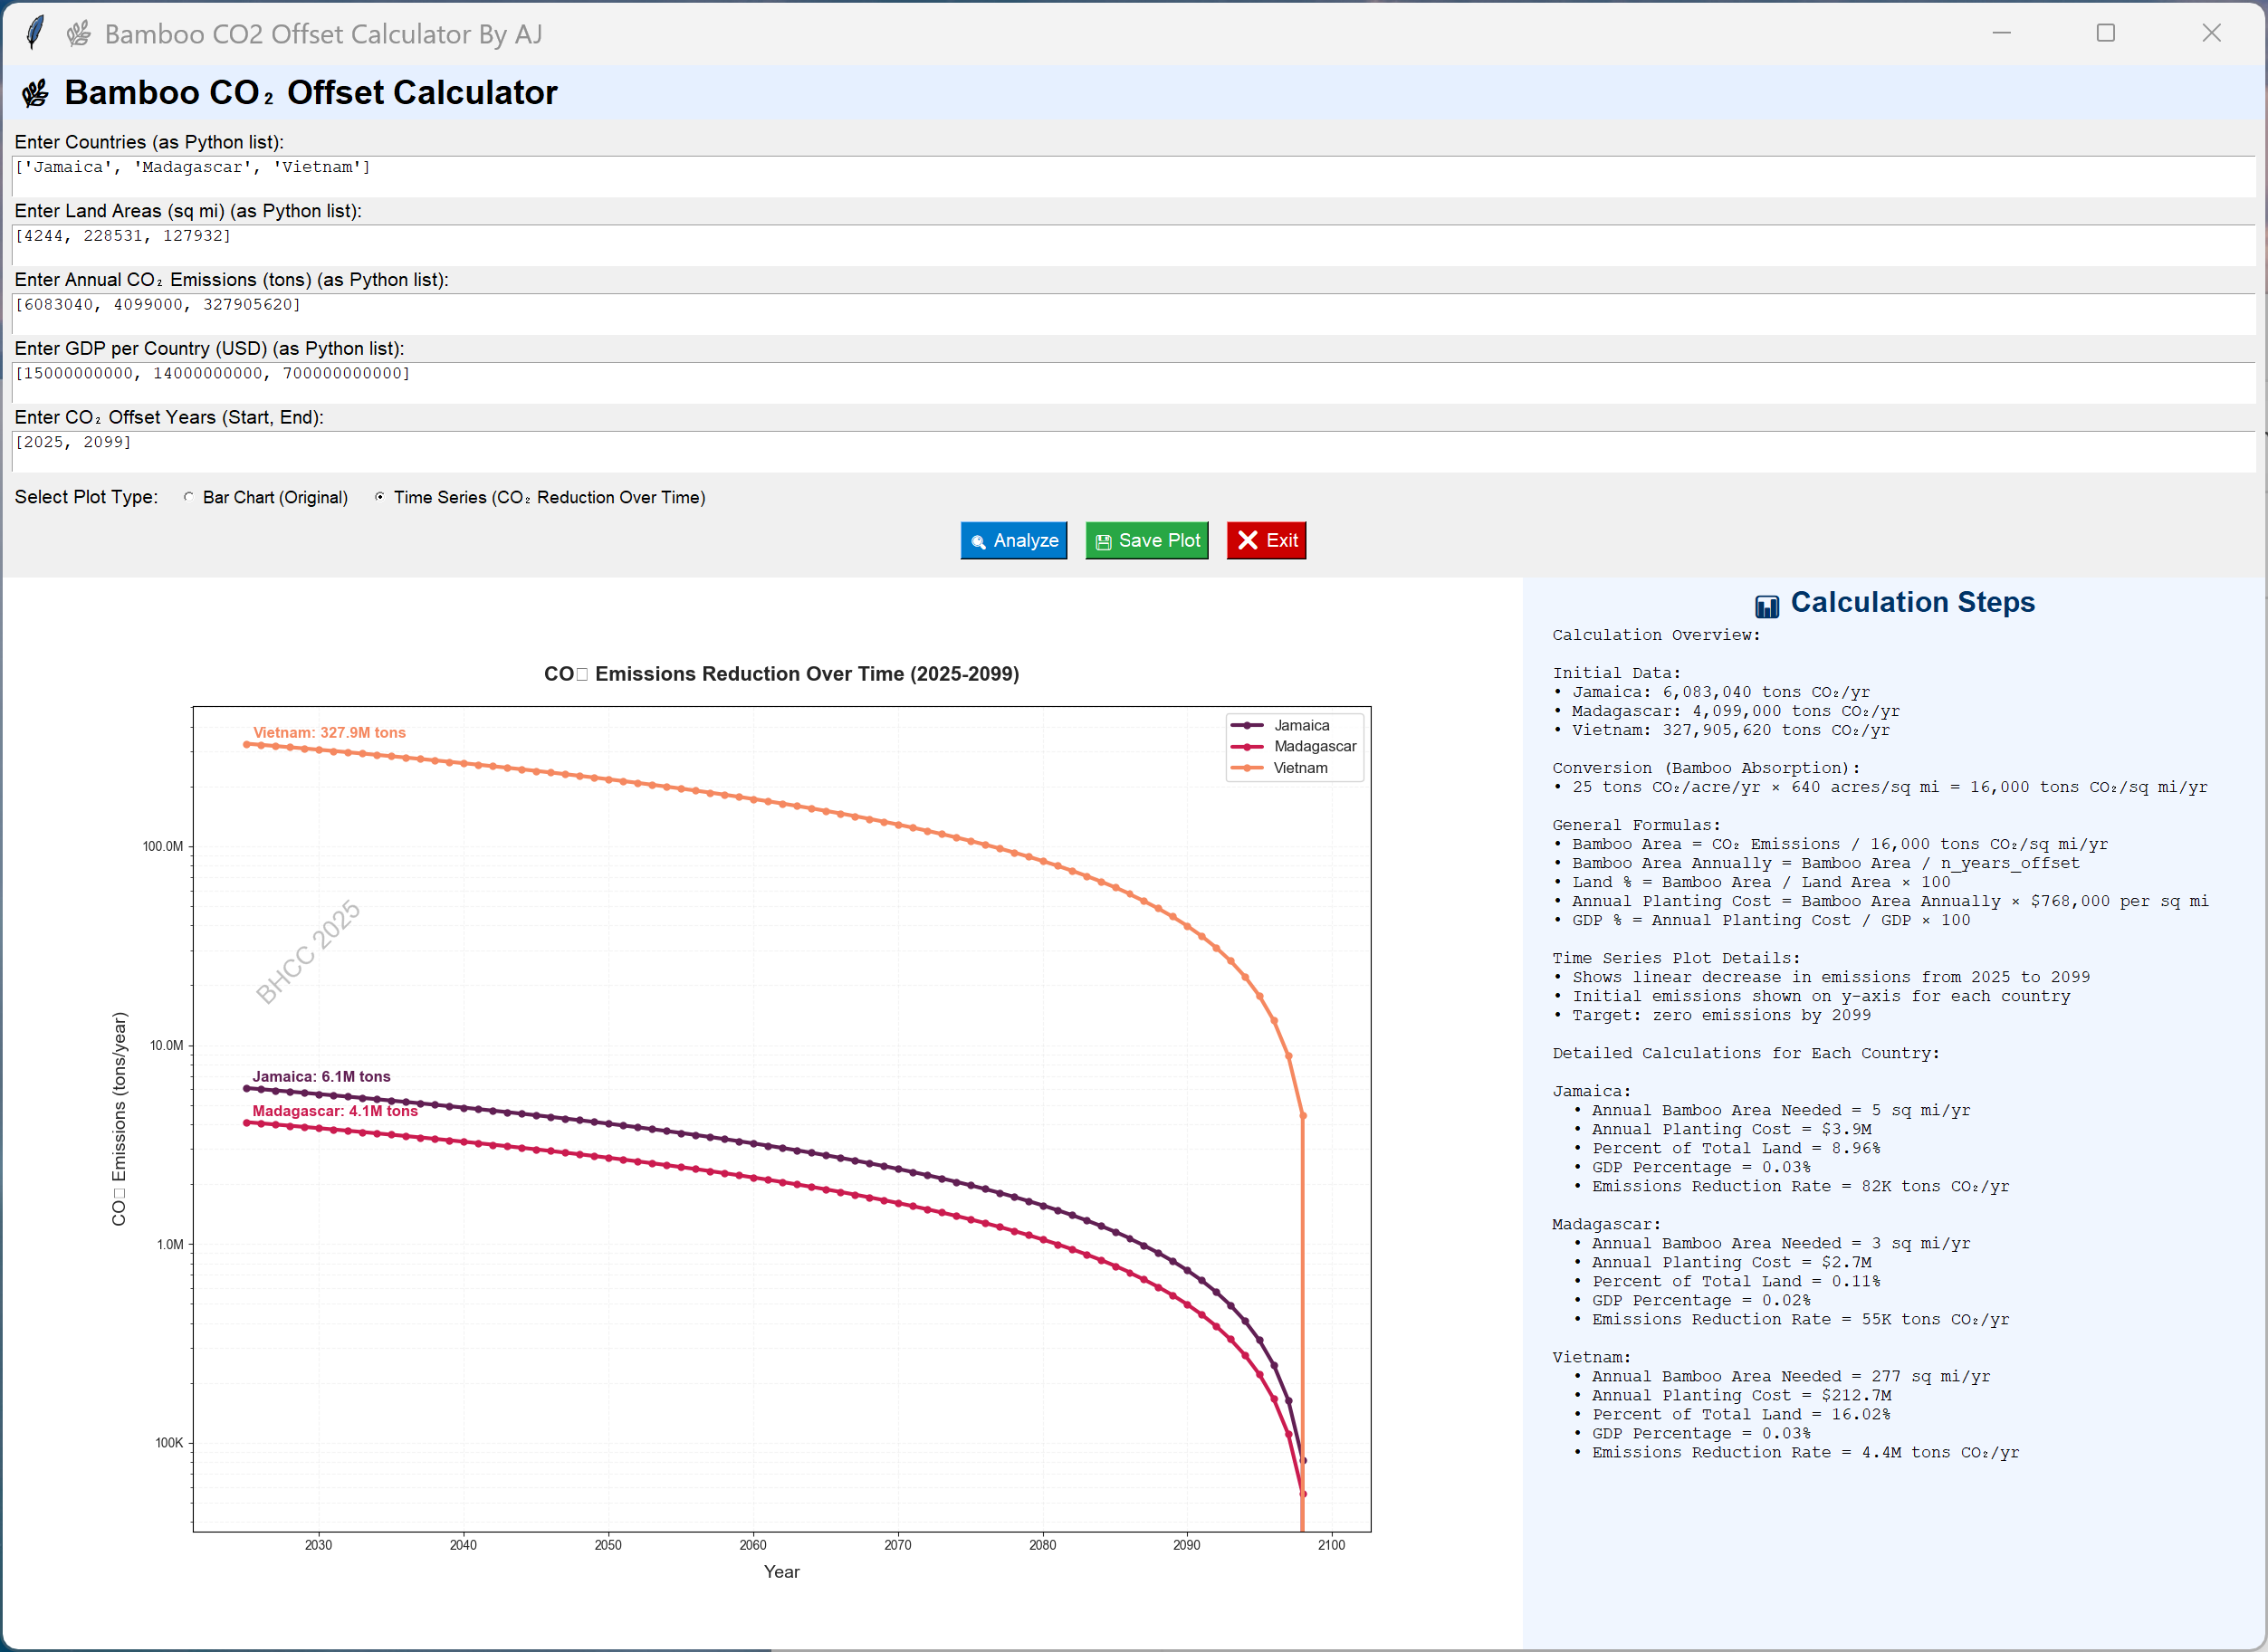 Bamboo CO2 Offset Calculator By AJ
Bamboo CO₂ Offset Calculator
Enter Countries (as Python list):
['Jamaica', 'Madagascar', 'Vietnam']
Enter Land Areas (sq mi) (as Python list):
[4244, 228531, 127932]
Enter Annual CO₂ Emissions (tons) (as Python list):
[6083040, 4099000, 327905620]
Enter GDP per Country (USD) (as Python list):
[15000000000, 14000000000, 700000000000]
Enter CO₂ Offset Years (Start, End):
[2025, 2099]
Select Plot Type: Bar Chart (Original) Time Series (CO₂ Reduction Over Time)
Analyze Save Plot Exit
CO□ Emissions Reduction Over Time (2025-2099)
Vietnam: 327.9M tons
Jamaica
Madagascar
Vietnam
100.0M
BHCC 2025
10.0M
Jamaica: 6.1M tons
Madagascar: 4.1M tons
CO□ Emissions (tons/year)
1.0M
100K
2030 2040 2050 2060 2070 2080 2090 2100
Year
Calculation Steps
Calculation Overview:
Initial Data:
• Jamaica: 6,083,040 tons CO₂/yr
• Madagascar: 4,099,000 tons CO₂/yr
• Vietnam: 327,905,620 tons CO₂/yr
Conversion (Bamboo Absorption):
• 25 tons CO₂/acre/yr × 640 acres/sq mi = 16,000 tons CO₂/sq mi/yr
General Formulas:
• Bamboo Area = CO₂ Emissions / 16,000 tons CO₂/sq mi/yr
• Bamboo Area Annually = Bamboo Area / n_years_offset
• Land % = Bamboo Area / Land Area × 100
• Annual Planting Cost = Bamboo Area Annually × $768,000 per sq mi
• GDP % = Annual Planting Cost / GDP × 100
Time Series Plot Details:
• Shows linear decrease in emissions from 2025 to 2099
• Initial emissions shown on y-axis for each country
• Target: zero emissions by 2099
Detailed Calculations for Each Country:
Jamaica:
• Annual Bamboo Area Needed = 5 sq mi/yr
• Annual Planting Cost = $3.9M
• Percent of Total Land = 8.96%
• GDP Percentage = 0.03%
• Emissions Reduction Rate = 82K tons CO₂/yr
Madagascar:
• Annual Bamboo Area Needed = 3 sq mi/yr
• Annual Planting Cost = $2.7M
• Percent of Total Land = 0.11%
• GDP Percentage = 0.02%
• Emissions Reduction Rate = 55K tons CO₂/yr
Vietnam:
• Annual Bamboo Area Needed = 277 sq mi/yr
• Annual Planting Cost = $212.7M
• Percent of Total Land = 16.02%
• GDP Percentage = 0.03%
• Emissions Reduction Rate = 4.4M tons CO₂/yr